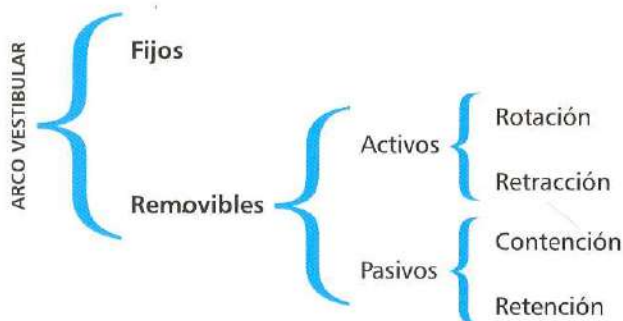 ARCO VESTIBULAR
Fijos
Removibles
Activos
Rotación
Retracción
Pasivos
Contención
Retención